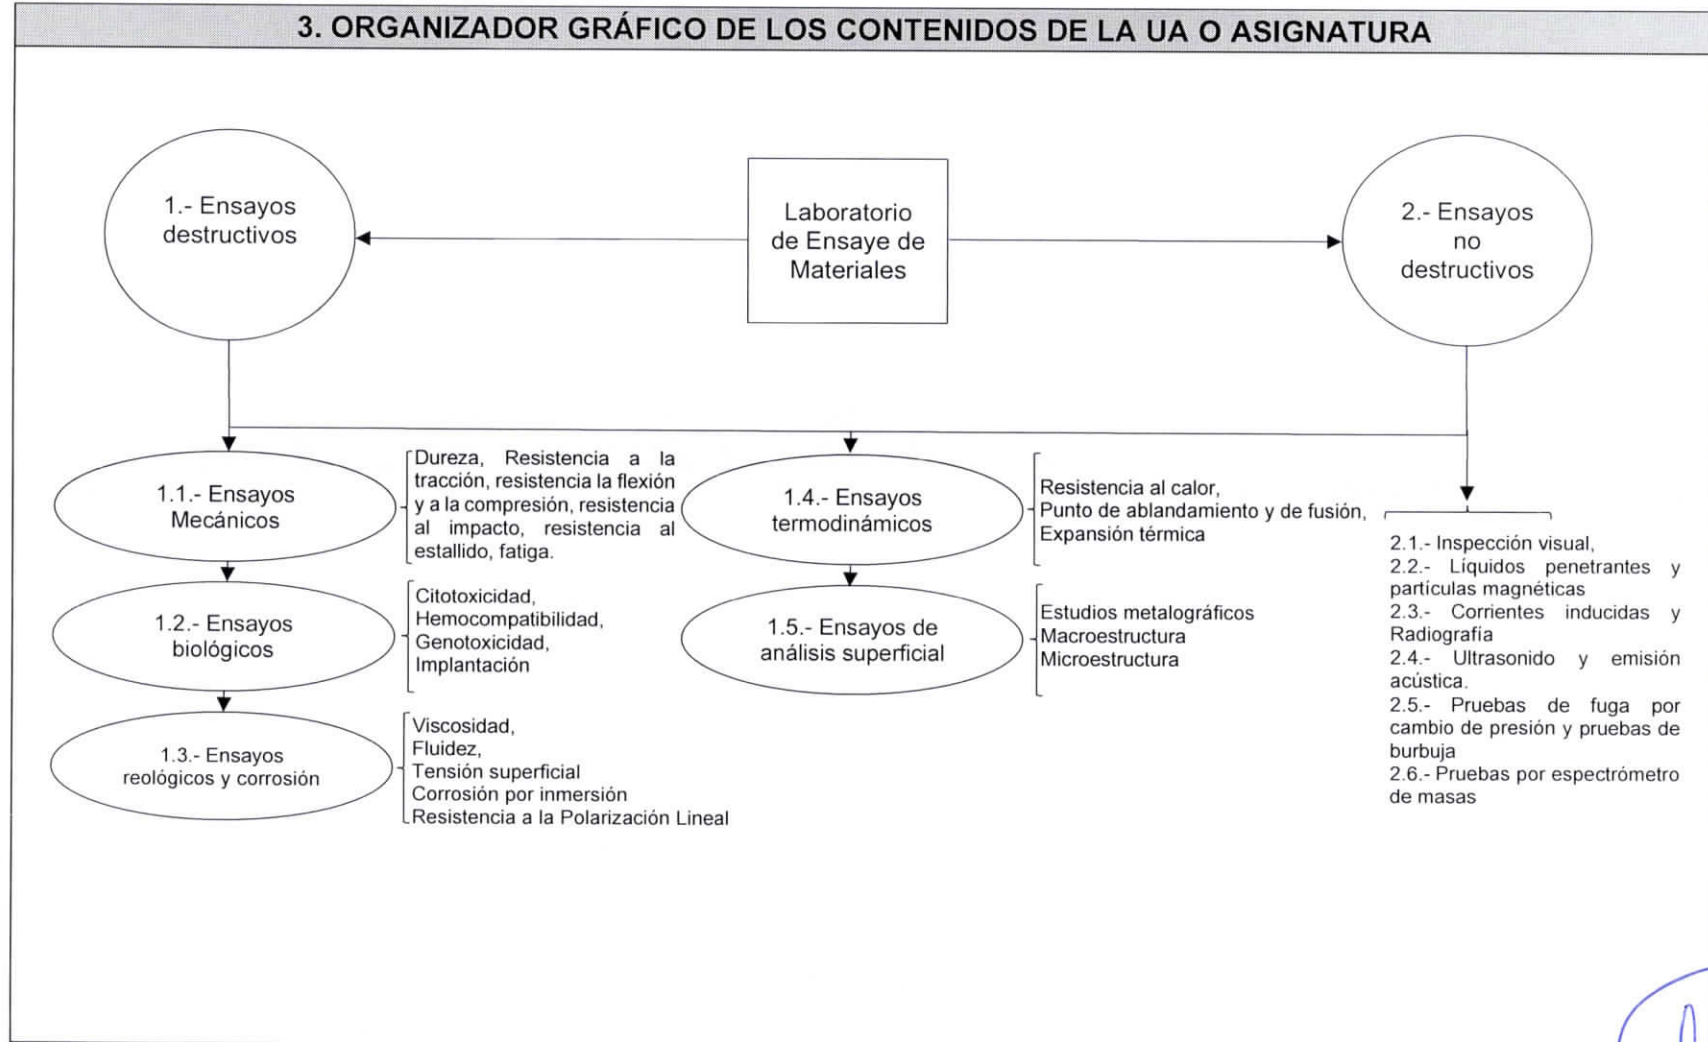 3. ORGANIZADOR GRÁFICO DE LOS CONTENIDOS DE LA UA O ASIGNATURA
1.- Ensayos
destructivos
Laboratorio
de Ensaye de
Materiales
2.- Ensayos
no
destructivos
1.1.- Ensayos
Mecánicos
Dureza, Resistencia a la
tracción, resistencia la flexión
y a la compresión, resistencia
al impacto, resistencia al
estallido, fatiga.
1.2.- Ensayos
biológicos
Citotoxicidad,
Hemocompatibilidad,
Genotoxicidad,
Implantación
1.3.- Ensayos
reológicos y corrosión
Viscosidad,
Fluidez,
Tensión superficial
Corrosión por inmersión
Resistencia a la Polarización Lineal
1.4.- Ensayos
termodinámicos
Resistencia al calor,
Punto de ablandamiento y de fusión,
Expansión térmica
1.5.- Ensayos de
análisis superficial
Estudios metalográficos
Macroestructura
Microestructura
2.1.- Inspección visual,
2.2.- Líquidos penetrantes y
partículas magnéticas
2.3.- Corrientes inducidas y
Radiografía
2.4.- Ultrasonido y emisión
acústica.
2.5.- Pruebas de fuga por
cambio de presión y pruebas de
burbuja
2.6.- Pruebas por espectrómetro
de masas